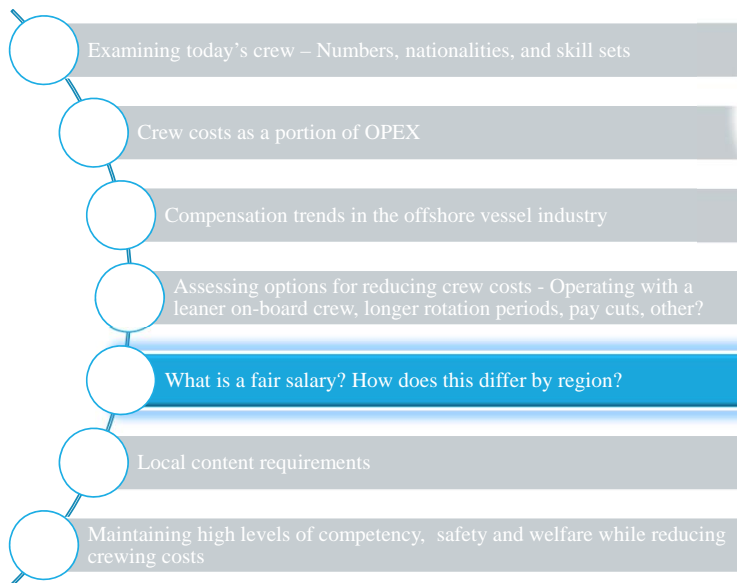 Examining today’s crew – Numbers, nationalities, and skill sets
Crew costs as a portion of OPEX
Compensation trends in the offshore vessel industry
Assessing options for reducing crew costs - Operating with a
leaner on-board crew, longer rotation periods, pay cuts, other?
What is a fair salary? How does this differ by region?
Local content requirements
Maintaining high levels of competency, safety and welfare while reducing
crewing costs